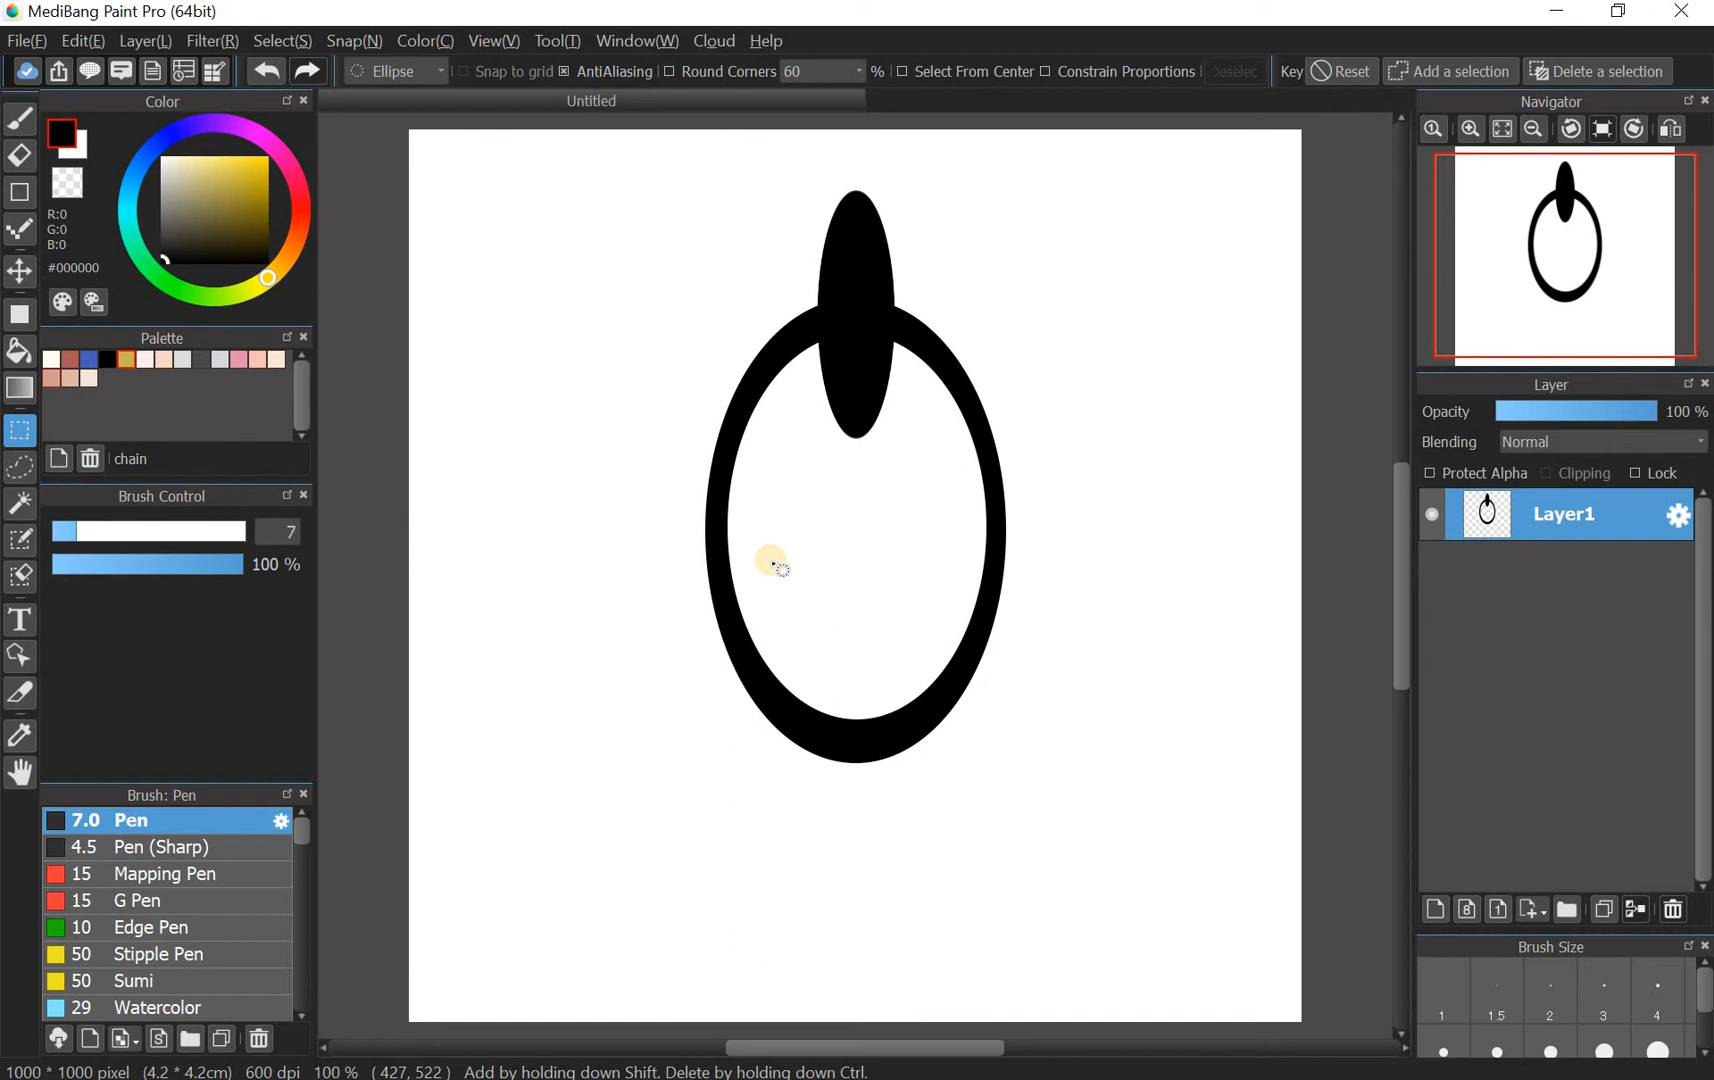 MediBang Paint Pro (64bit)
File(F) Edit(E) Layer(L) Filter(R) Select(S) Snap(N) Color(C) View(V) Tool(T) Window(W) Cloud Help
Ellipse Snap to grid AntiAliasing Round Corners 60 % Select From Center Constrain Proportions Deselec Key Reset Add a selection Delete a selection
Color
Untitled
Navigator
R:0
G:0
B:0
#000000
Palette
chain
Brush Control
7
100 %
Brush: Pen
7.0 Pen
4.5 Pen (Sharp)
15 Mapping Pen
15 G Pen
10 Edge Pen
50 Stipple Pen
50 Sumi
29 Watercolor
Layer
Opacity 100 %
Blending Normal
Protect Alpha Clipping Lock
Layer1
Brush Size
1 1.5 2 3 4
1000 * 1000 pixel (4.2 * 4.2cm) 600 dpi 100 % ( 427, 522 ) Add by holding down Shift. Delete by holding down Ctrl.